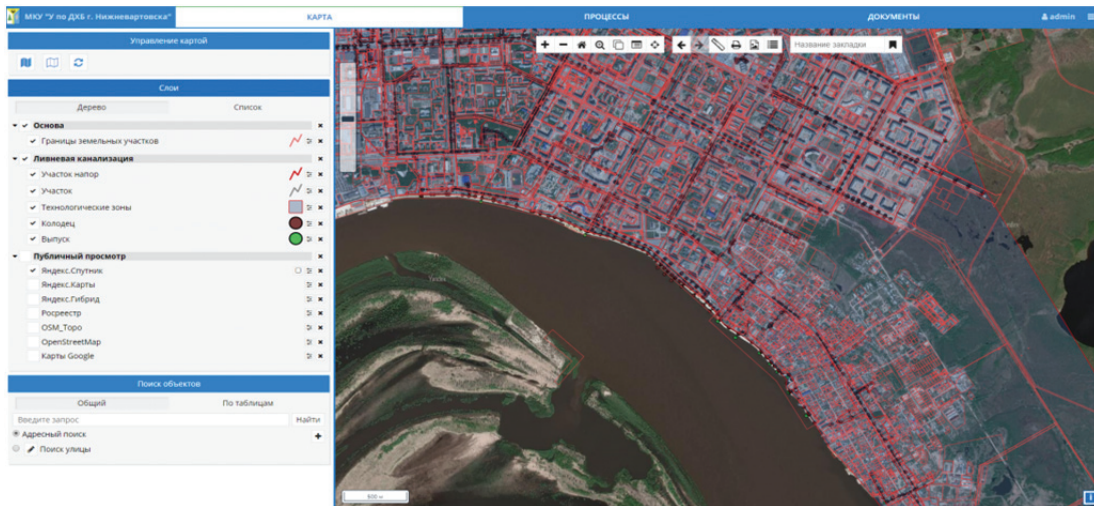 МКУ "У по ДХБ г. Нижневартовска"
КАРТА
ПРОЦЕССЫ
ДОКУМЕНТЫ
admin
Управление картой
Слои
Дерево
Список
Основа
Границы земельных участков
Ливневая канализация
Участок напор
Участок
Технологические зоны
Колодец
Выпуск
Публичный просмотр
Яндекс.Спутник
Яндекс.Карты
Яндекс.Гибрид
Росреестр
OSM_Topo
OpenStreetMap
Карты Google
Поиск объектов
Общий
По таблицам
Введите запрос
Найти
Адресный поиск
Поиск улицы
Название закладки
Yandex
500 м